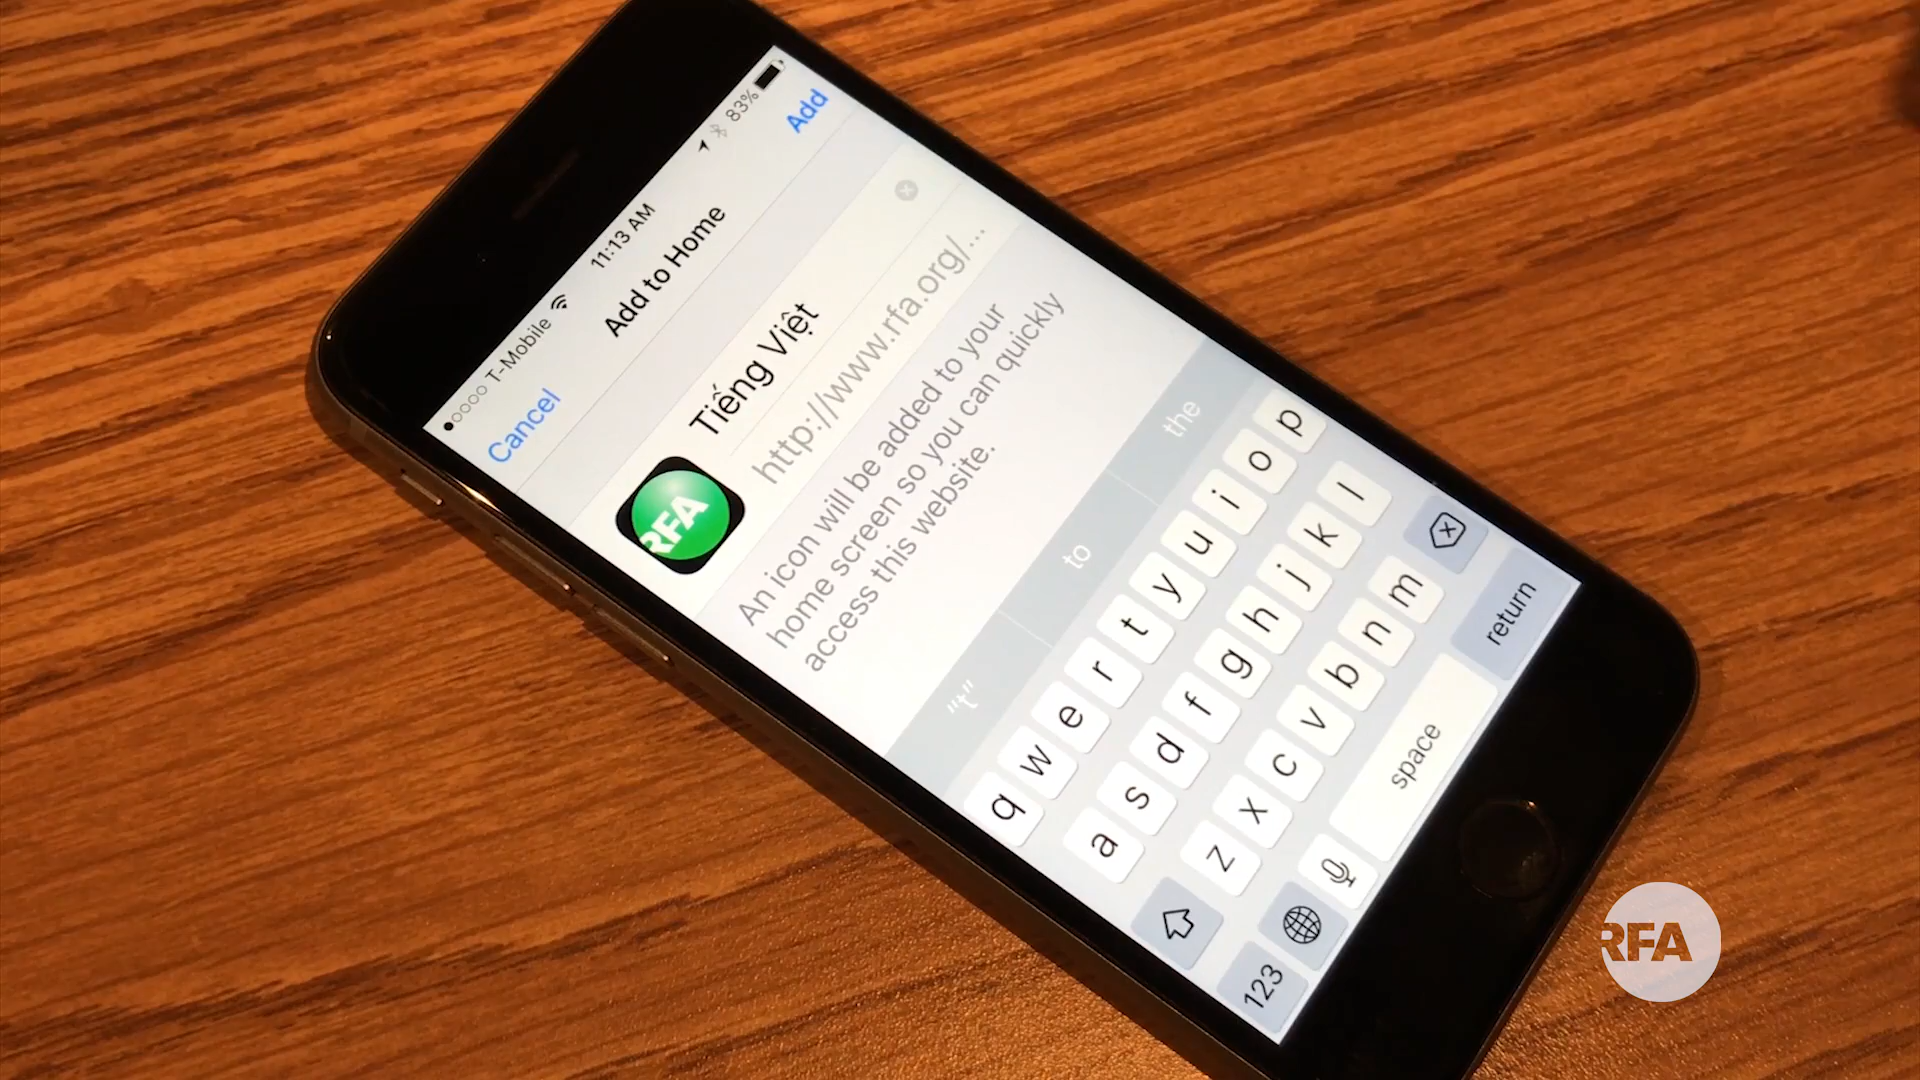 T-Mobile 11:13 AM 83%
Cancel Add to Home Add
Tiếng Việt
http://www.rfa.org/...
RFA
An icon will be added to your
home screen so you can quickly
access this website.
“t” to the
q w e r t y u i o p
a s d f g h j k l
z x c v b n m
123 space return
RFA